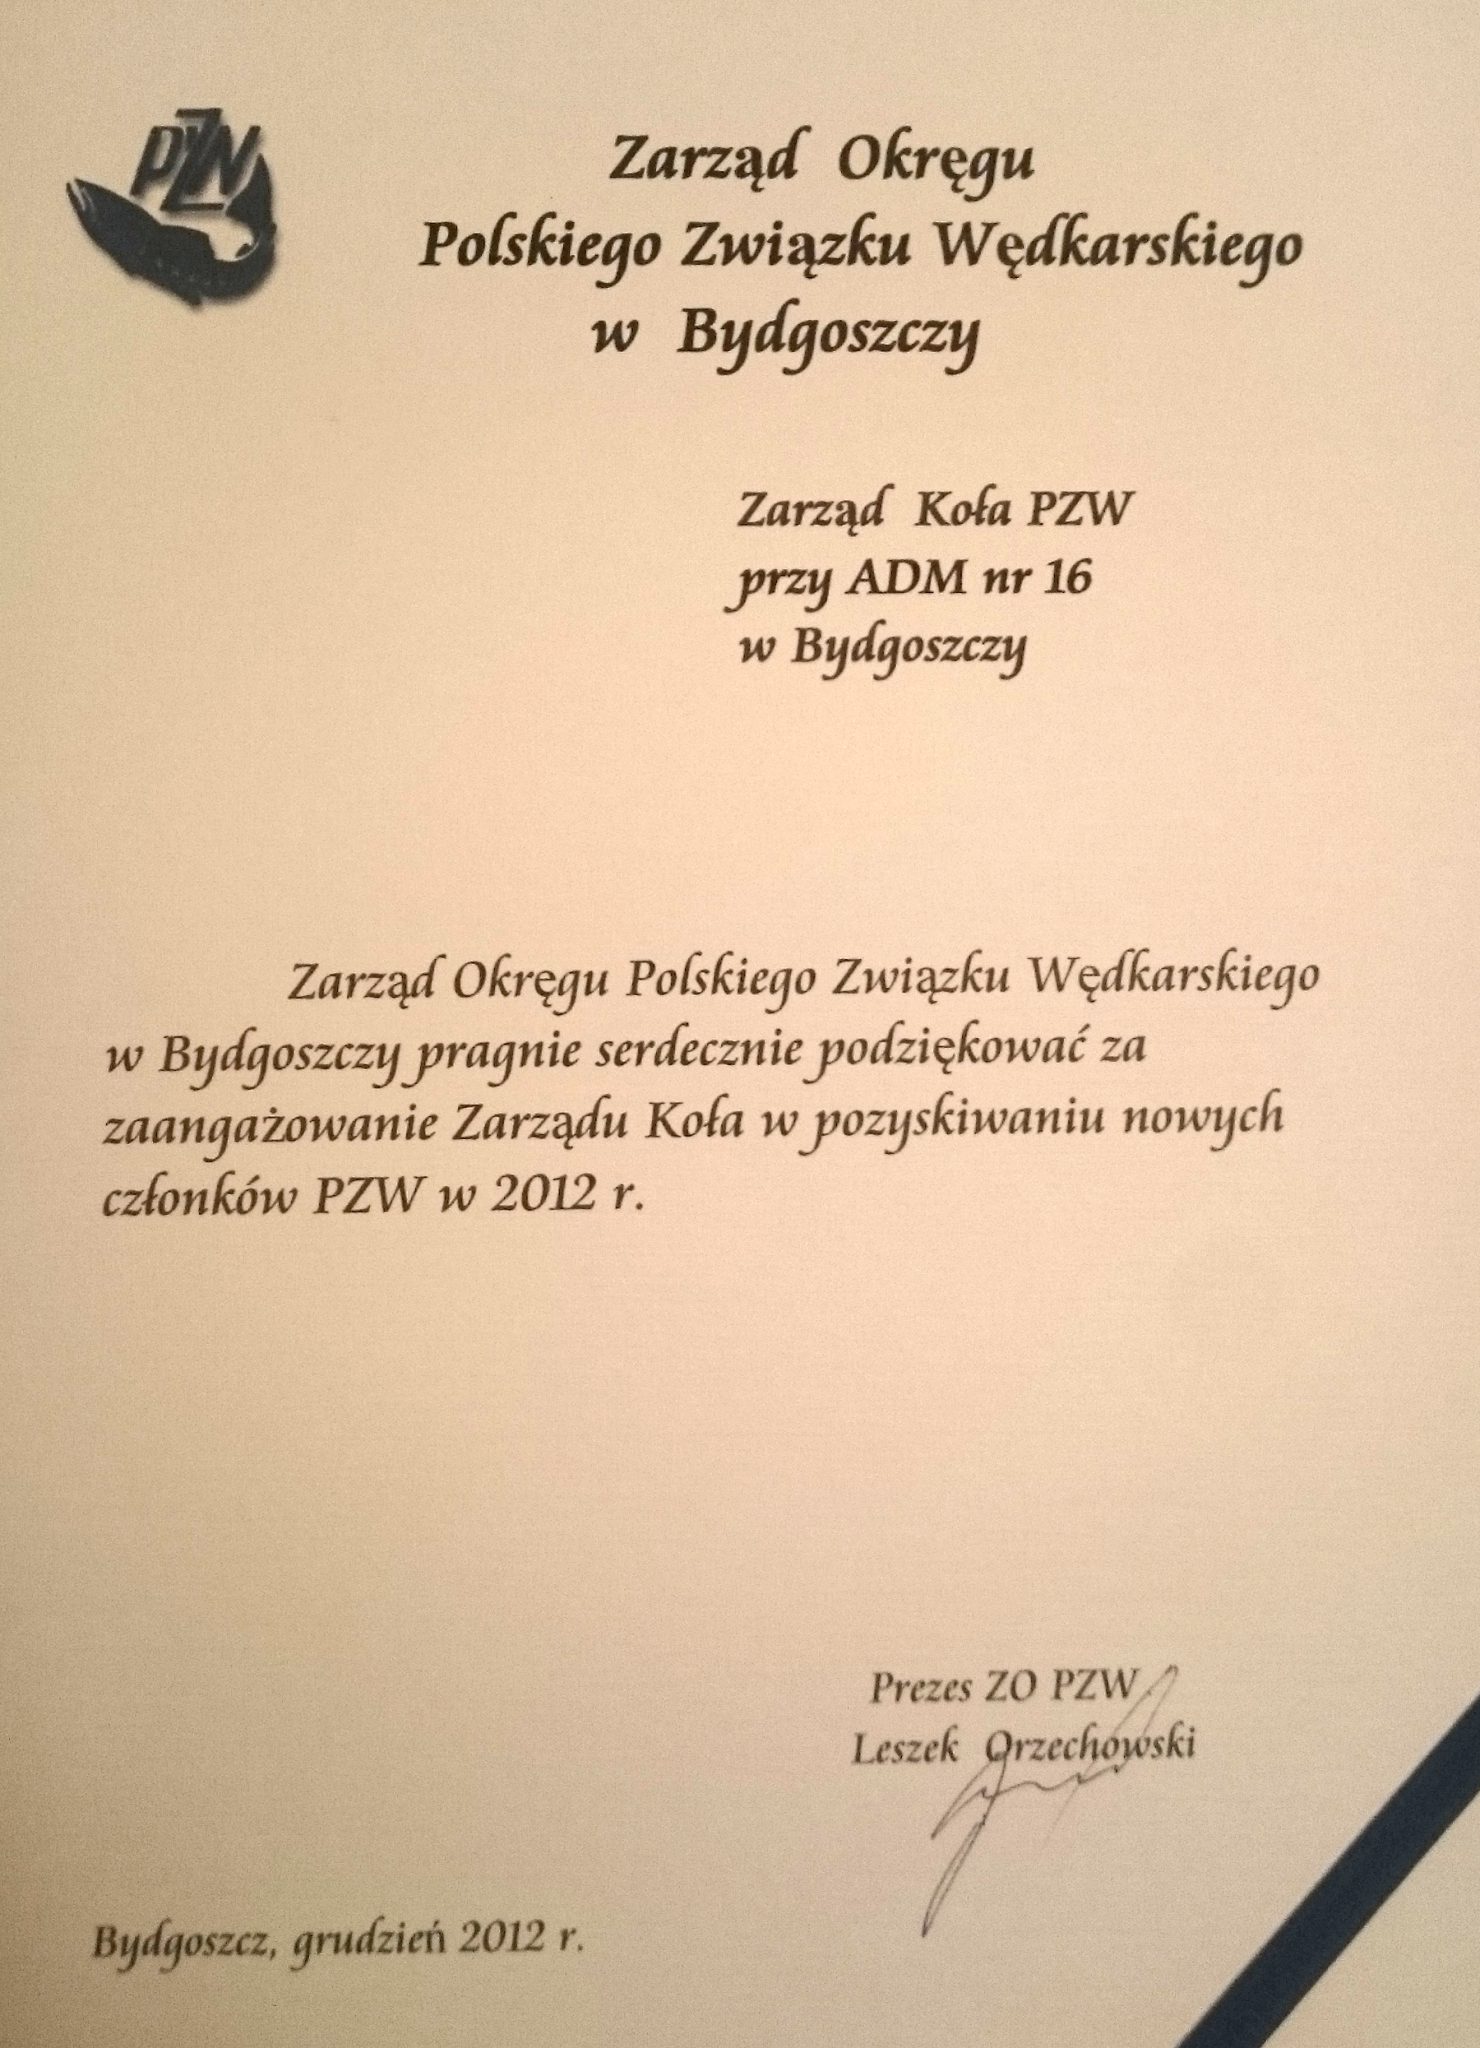 PZW
Zarząd Okręgu
Polskiego Związku Wędkarskiego
w Bydgoszczy
Zarząd Koła PZW
przy ADM nr 16
w Bydgoszczy
Zarząd Okręgu Polskiego Związku Wędkarskiego
w Bydgoszczy pragnie serdecznie podziękować za
zaangażowanie Zarządu Koła w pozyskiwaniu nowych
członków PZW w 2012 r.
Prezes ZO PZW
Leszek Orzechowski
Bydgoszcz, grudzień 2012 r.